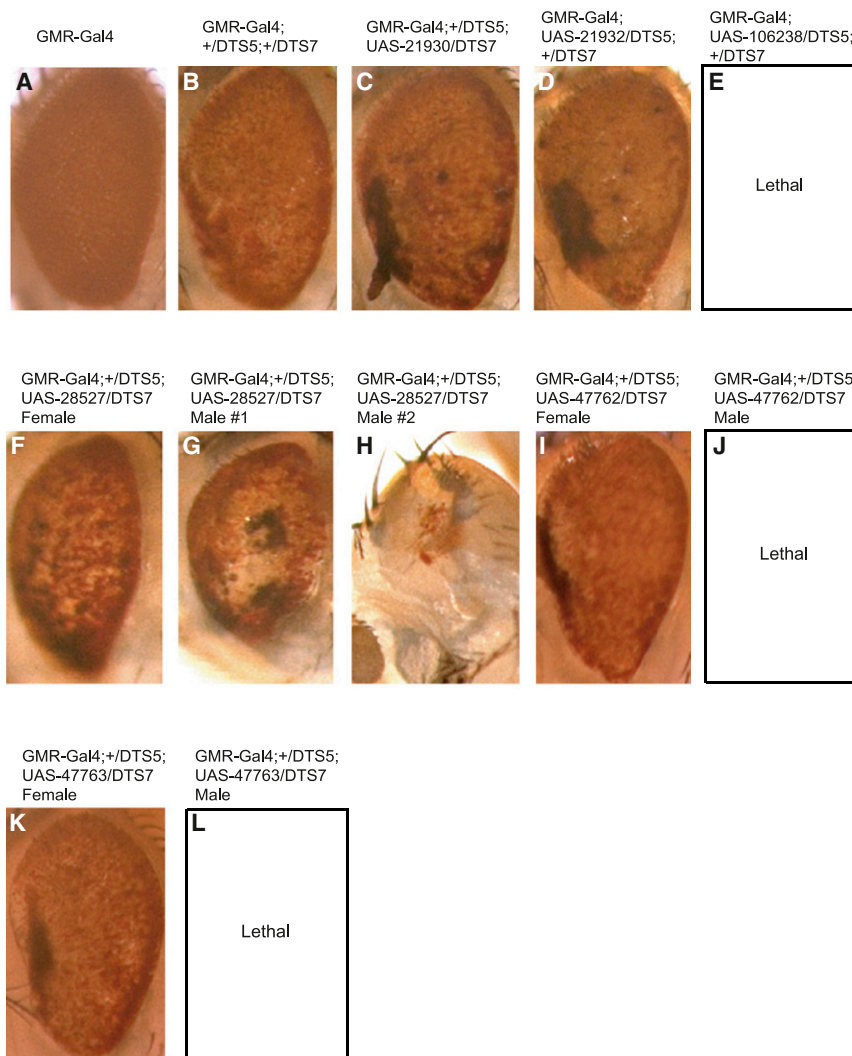 GMR-Gal4
GMR-Gal4;
+/DTS5;+/DTS7
GMR-Gal4;+/DTS5;
UAS-21930/DTS7
GMR-Gal4;
UAS-21932/DTS5;
+/DTS7
GMR-Gal4;
UAS-106238/DTS5;
+/DTS7
A
B
C
D
E
Lethal
GMR-Gal4;+/DTS5;
UAS-28527/DTS7
Female
GMR-Gal4;+/DTS5;
UAS-28527/DTS7
Male #1
GMR-Gal4;+/DTS5;
UAS-28527/DTS7
Male #2
GMR-Gal4;+/DTS5;
UAS-47762/DTS7
Female
GMR-Gal4;+/DTS5
UAS-47762/DTS7
Male
F
G
H
I
J
Lethal
GMR-Gal4;+/DTS5;
UAS-47763/DTS7
Female
GMR-Gal4;+/DTS5;
UAS-47763/DTS7
Male
K
L
Lethal